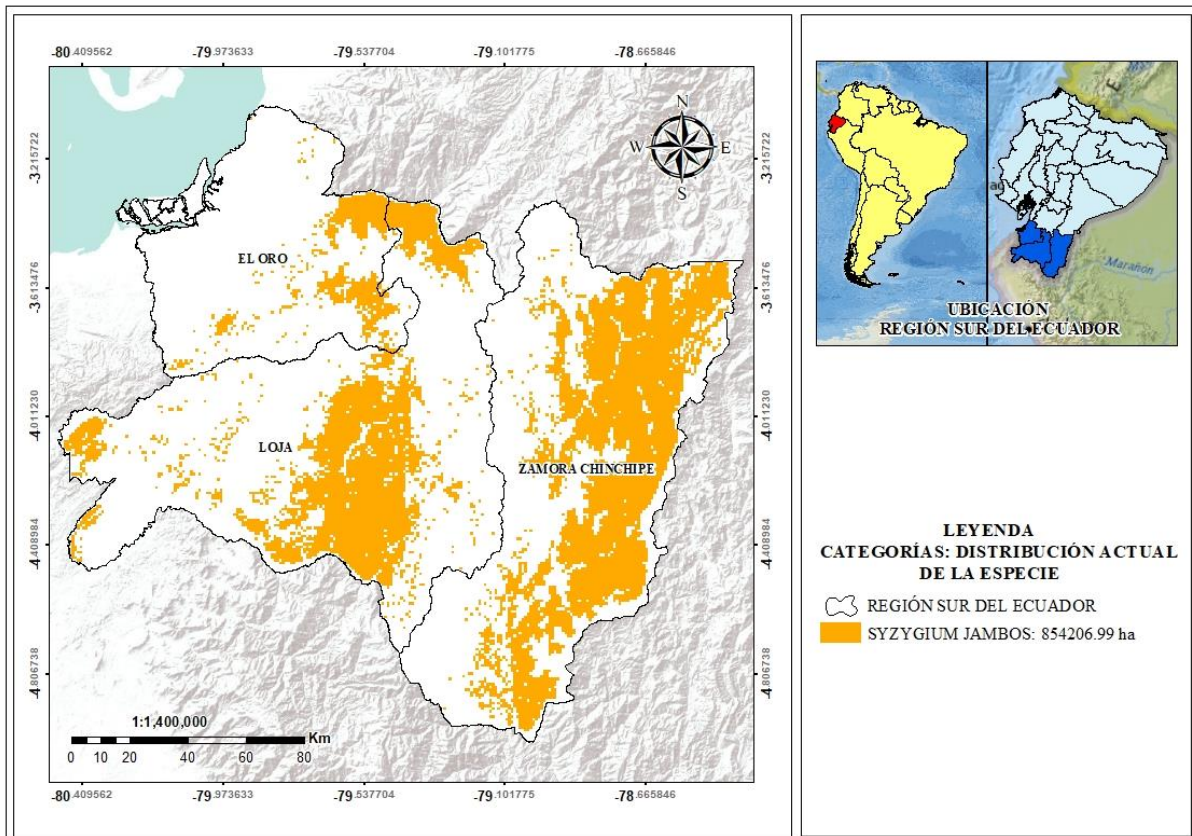 -80.409562 -79.973633 -79.537704 -79.101775 -78.665846
-3.215722
-3.613476
-4.011230
-4.408984
-4.806738
N
W E
S
EL ORO
LOJA
ZAMORA CHINCHIPE
1:1,400,000
Km
0 10 20 40 60 80
-80.409562 -79.973633 -79.537704 -79.101775 -78.665846
-3.215722
-3.613476
-4.011230
-4.408984
-4.806738
Marañón
UBICACIÓN
REGIÓN SUR DEL ECUADOR
LEYENDA
CATEGORÍAS: DISTRIBUCIÓN ACTUAL
DE LA ESPECIE
REGIÓN SUR DEL ECUADOR
SYZYGIUM JAMBOS: 854206.99 ha